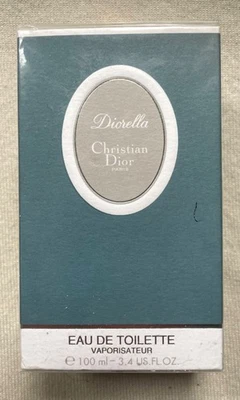 Diorella
Christian
Dior
EAU DE TOILETTE
VAPORISATEUR
℮ 100 ml - 3.4 US.FL.OZ.